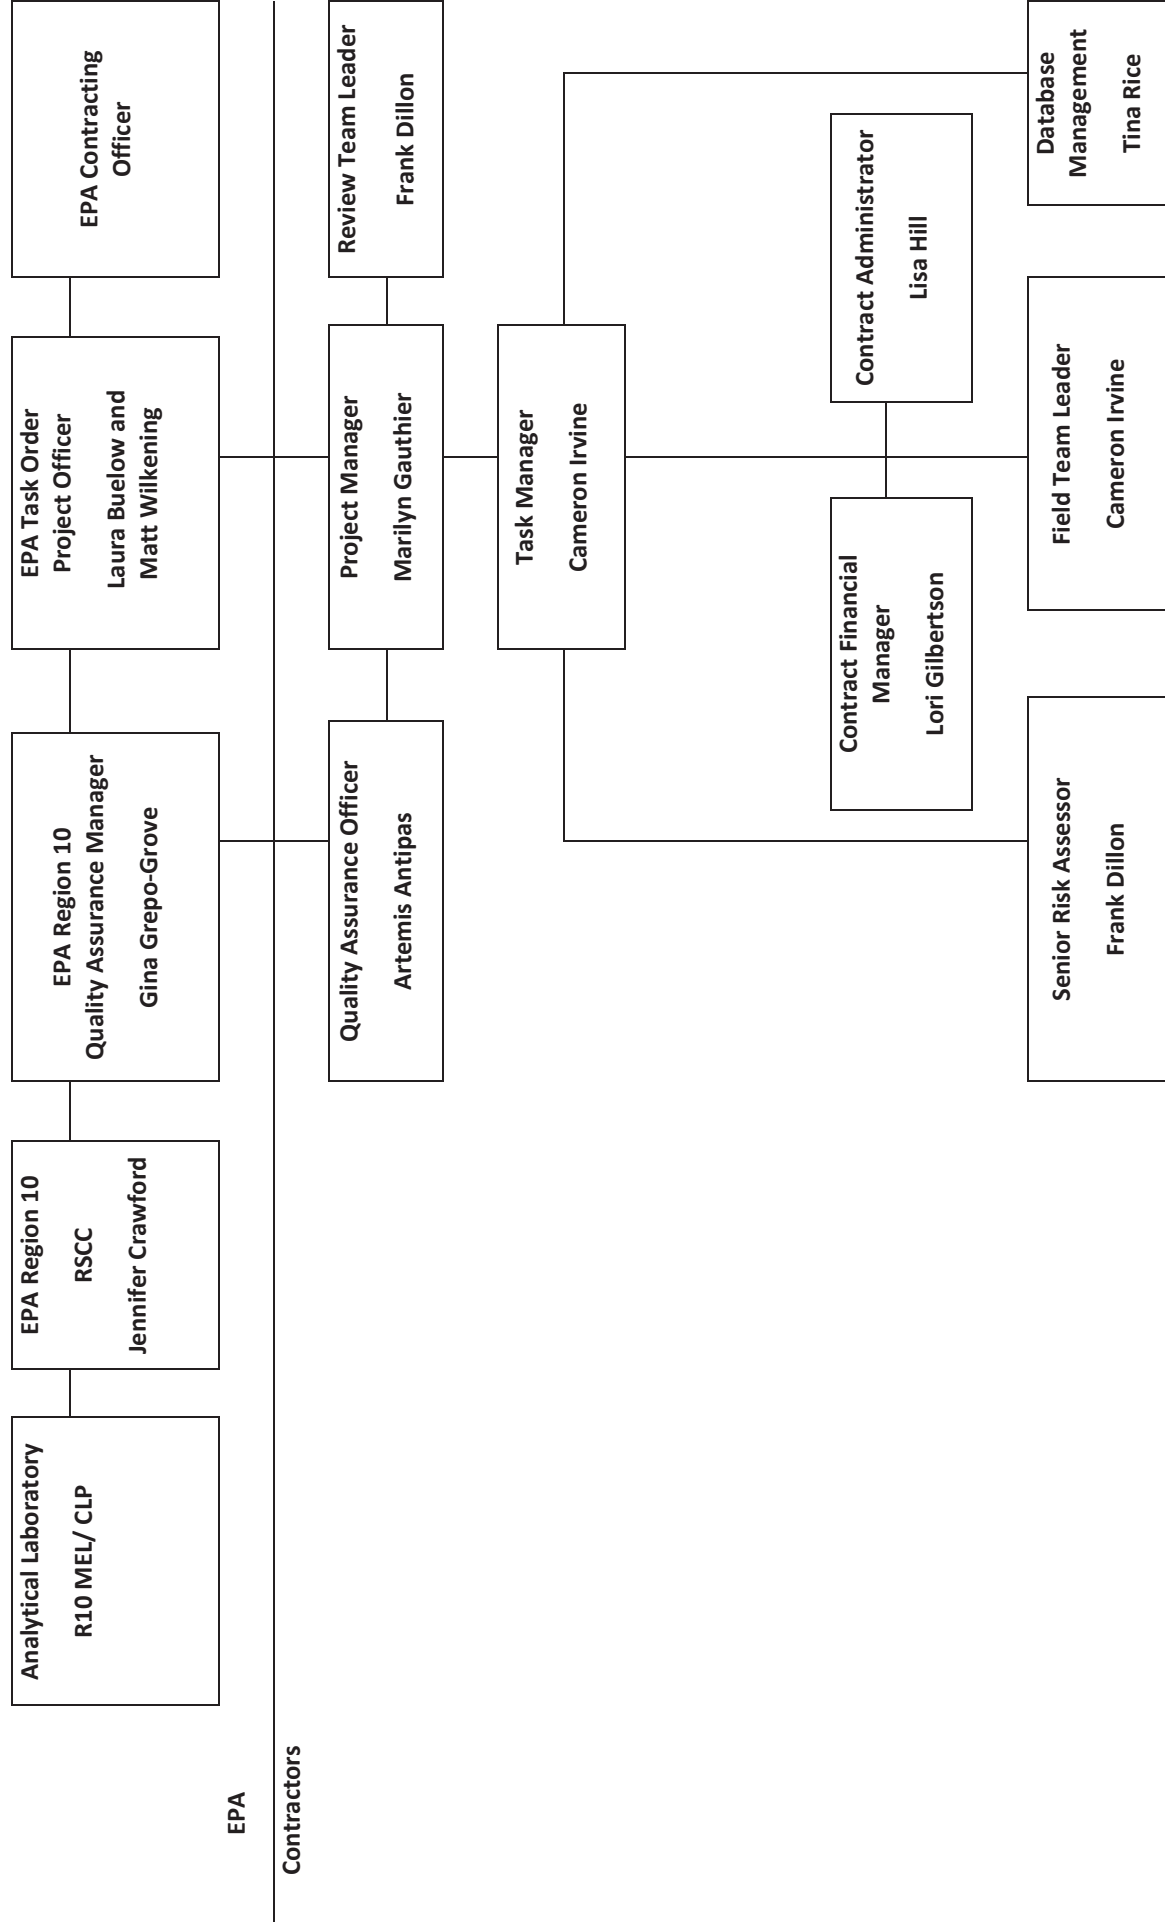 Analytical Laboratory
R10 MEL/ CLP
EPA Region 10
RSCC
Jennifer Crawford
EPA Region 10
Quality Assurance Manager
Gina Grepo-Grove
EPA Task Order
Project Officer
Laura Buelow and
Matt Wilkening
EPA Contracting
Officer
EPA
Contractors
Quality Assurance Officer
Artemis Antipas
Project Manager
Marilyn Gauthier
Review Team Leader
Frank Dillon
Task Manager
Cameron Irvine
Contract Financial
Manager
Lori Gilbertson
Contract Administrator
Lisa Hill
Senior Risk Assessor
Frank Dillon
Field Team Leader
Cameron Irvine
Database
Management
Tina Rice